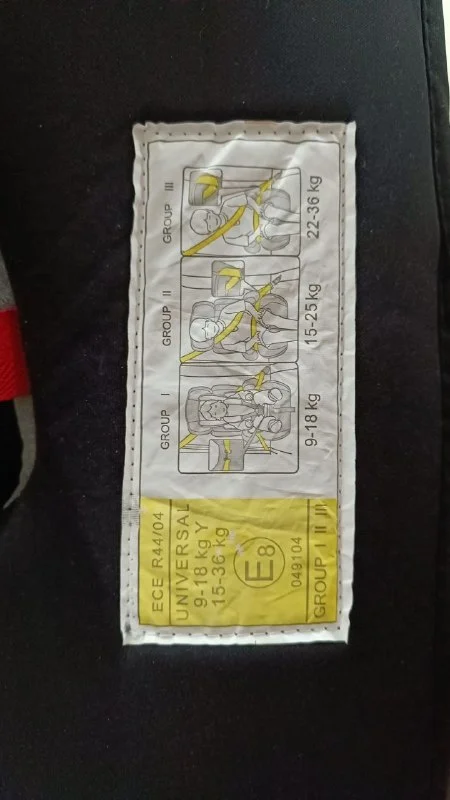 ECE R44/04
UNIVERSAL
9-18 kg Y
15-36 kg
E8
049104
GROUP I II III
GROUP I
9-18 kg
GROUP II
15-25 kg
GROUP III
22-36 kg